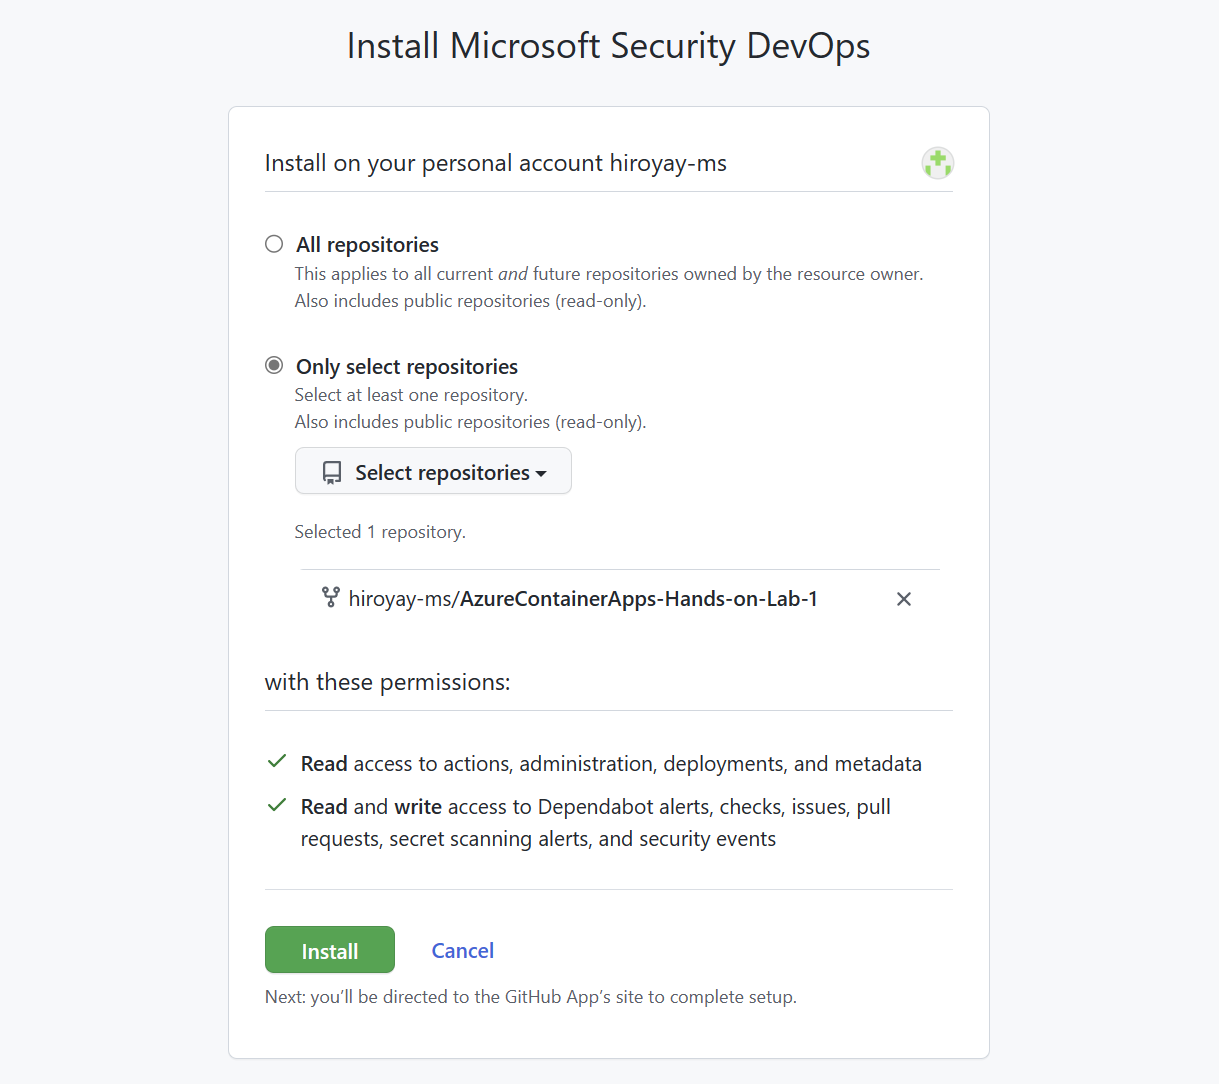 Install Microsoft Security DevOps
Install on your personal account hiroyay-ms
All repositories
This applies to all current and future repositories owned by the resource owner.
Also includes public repositories (read-only).
Only select repositories
Select at least one repository.
Also includes public repositories (read-only).
Select repositories
Selected 1 repository.
hiroyay-ms/AzureContainerApps-Hands-on-Lab-1
with these permissions:
Read access to actions, administration, deployments, and metadata
Read and write access to Dependabot alerts, checks, issues, pull
requests, secret scanning alerts, and security events
Install Cancel
Next: you’ll be directed to the GitHub App’s site to complete setup.